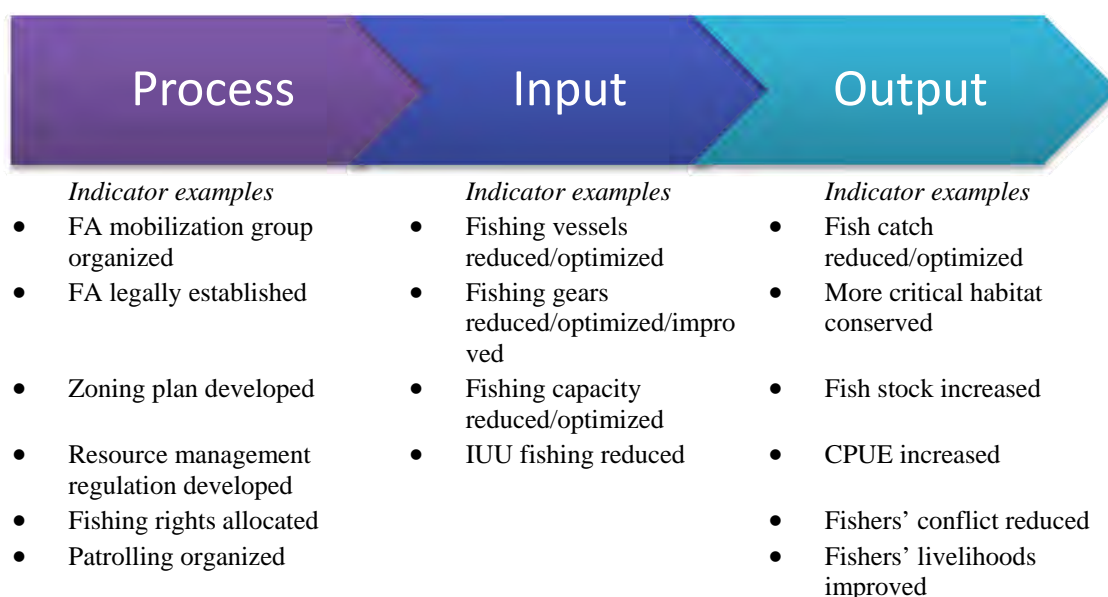 Process
Input
Output
Indicator examples
• FA mobilization group
organized
• FA legally established
• Zoning plan developed
• Resource management
regulation developed
• Fishing rights allocated
• Patrolling organized
Indicator examples
• Fishing vessels
reduced/optimized
• Fishing gears
reduced/optimized/impro
ved
• Fishing capacity
reduced/optimized
• IUU fishing reduced
Indicator examples
• Fish catch
reduced/optimized
• More critical habitat
conserved
• Fish stock increased
• CPUE increased
• Fishers’ conflict reduced
• Fishers’ livelihoods
improved